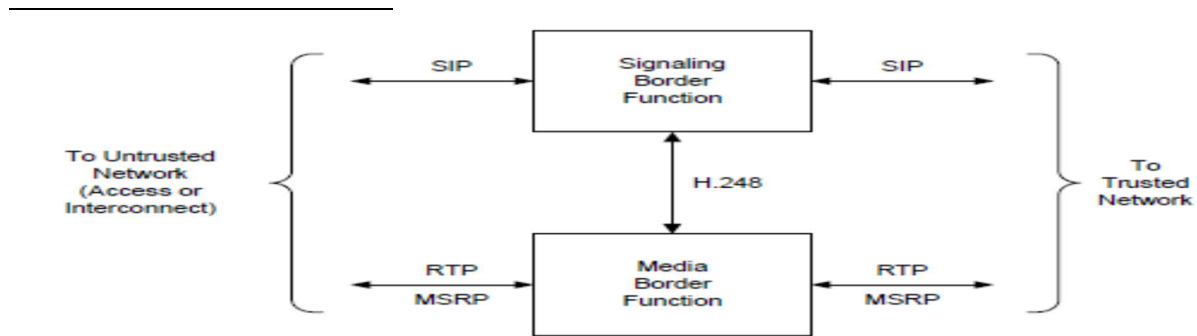 SIP
Signaling
Border
Function
SIP
To Untrusted
Network
(Access or
Interconnect)
H.248
To
Trusted
Network
RTP
MSRP
Media
Border
Function
RTP
MSRP